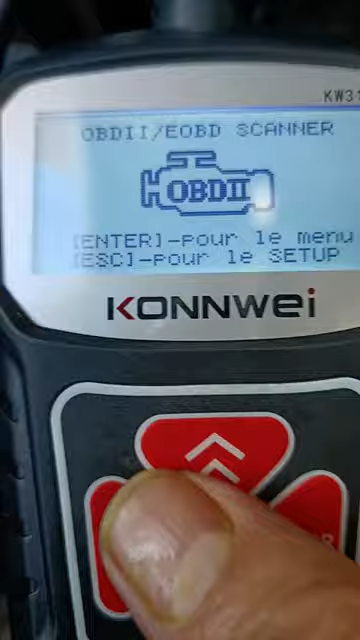 KW31
OBDII/EOBD SCANNER
OBDII
[ENTER]-pour le menu
[ESC]-pour le SETUP
KONNWEI
R